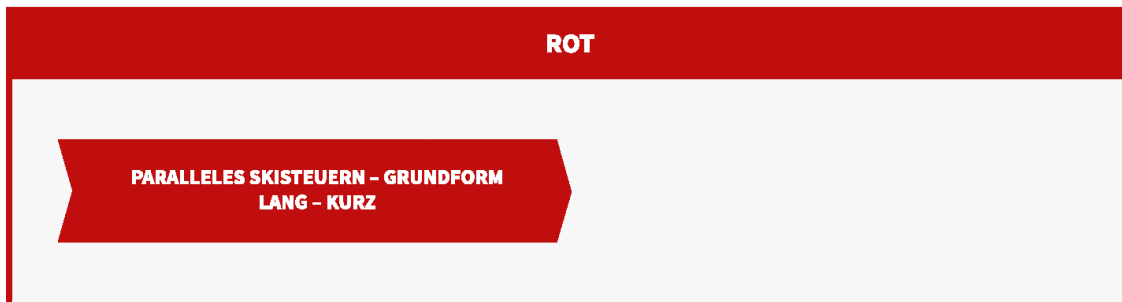 ROT
PARALLELES SKISTEUERN – GRUNDFORM
LANG – KURZ